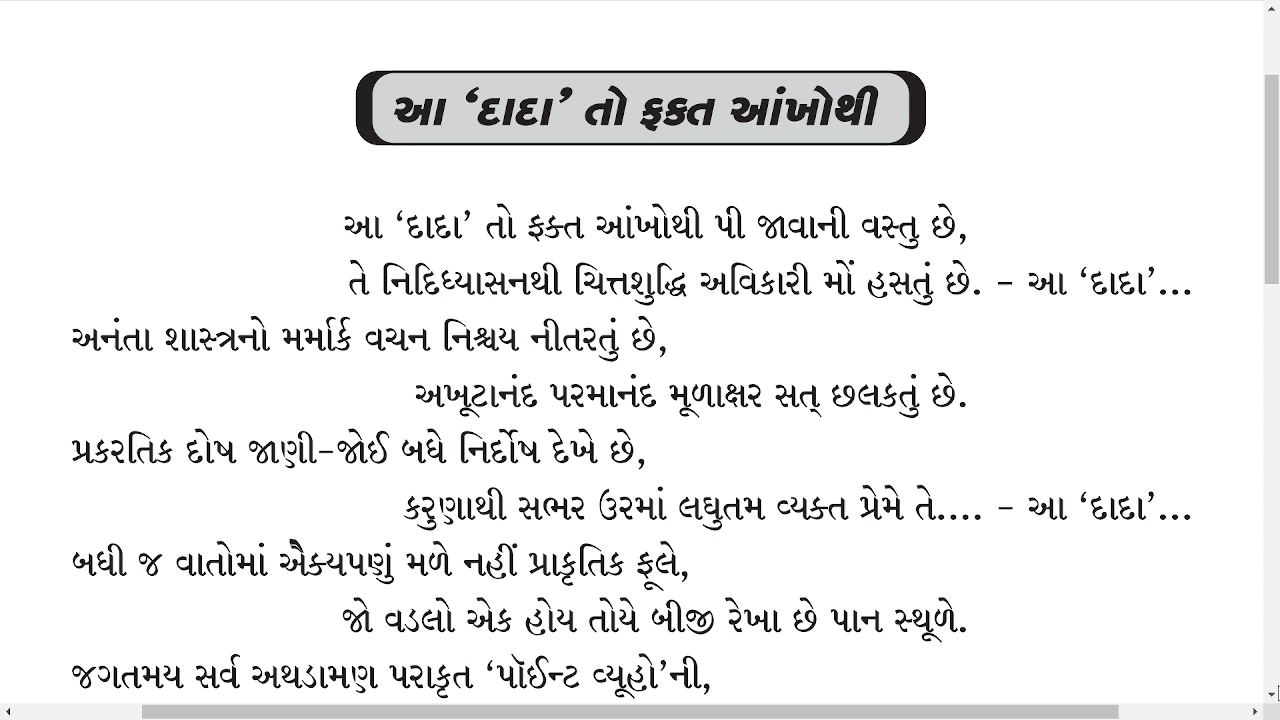 આ ‘દાદા’ તો ફક્ત આંખોથી
આ ‘દાદા’ તો ફક્ત આંખોથી પી જાવાની વસ્તુ છે,
તે નિદિધ્યાસનથી ચિત્તશુદ્ધિ અવિકારી મોં હસતું છે. – આ ‘દાદા’...
અનંતા શાસ્ત્રનો મર્માર્ક વચન નિશ્ચય નીતરતું છે,
અખૂટાનંદ પરમાનંદ મૂળાક્ષર સત્ છલકતું છે.
પ્રકરતિક દોષ જાણી–જોઈ બધે નિર્દોષ દેખે છે,
કરુણાથી સભર ઉરમાં લઘુતમ વ્યક્ત પ્રેમે તે.... – આ ‘દાદા’...
બધી જ વાતોમાં ઐક્યપણું મળે નહીં પ્રાકૃતિક ફૂલે,
જો વડલો એક હોય તોયે બીજી રેખા છે પાન સ્થૂળે.
જગતમય સર્વ અથડામણ પરાકૃત ‘પૉઈન્ટ વ્યૂહો’ની,